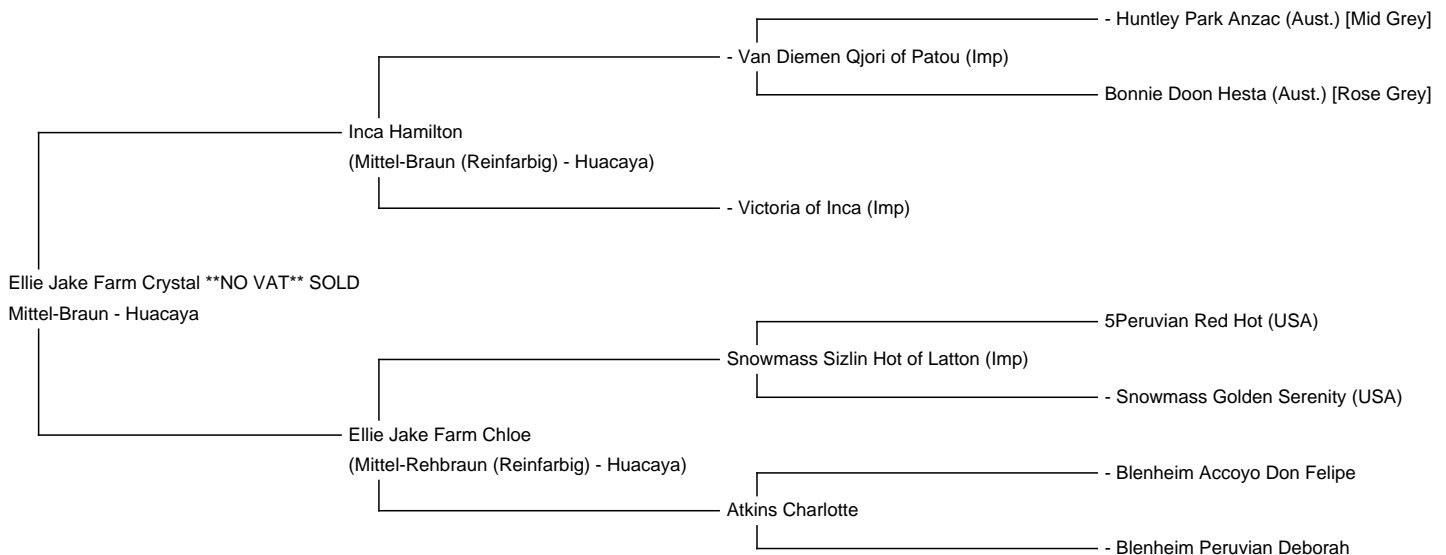 - Huntley Park Anzac (Aust.) [Mid Grey]
- Van Diemen Qjori of Patou (Imp)
Bonnie Doon Hesta (Aust.) [Rose Grey]
Inca Hamilton
(Mittel-Braun (Reinfarbig) - Huacaya)
- Victoria of Inca (Imp)
Ellie Jake Farm Crystal **NO VAT** SOLD
Mittel-Braun - Huacaya
5Peruvian Red Hot (USA)
Snowmass Sizlin Hot of Latton (Imp)
- Snowmass Golden Serenity (USA)
Ellie Jake Farm Chloe
(Mittel-Rehbraun (Reinfarbig) - Huacaya)
- Blenheim Accoyo Don Felipe
Atkins Charlotte
- Blenheim Peruvian Deborah